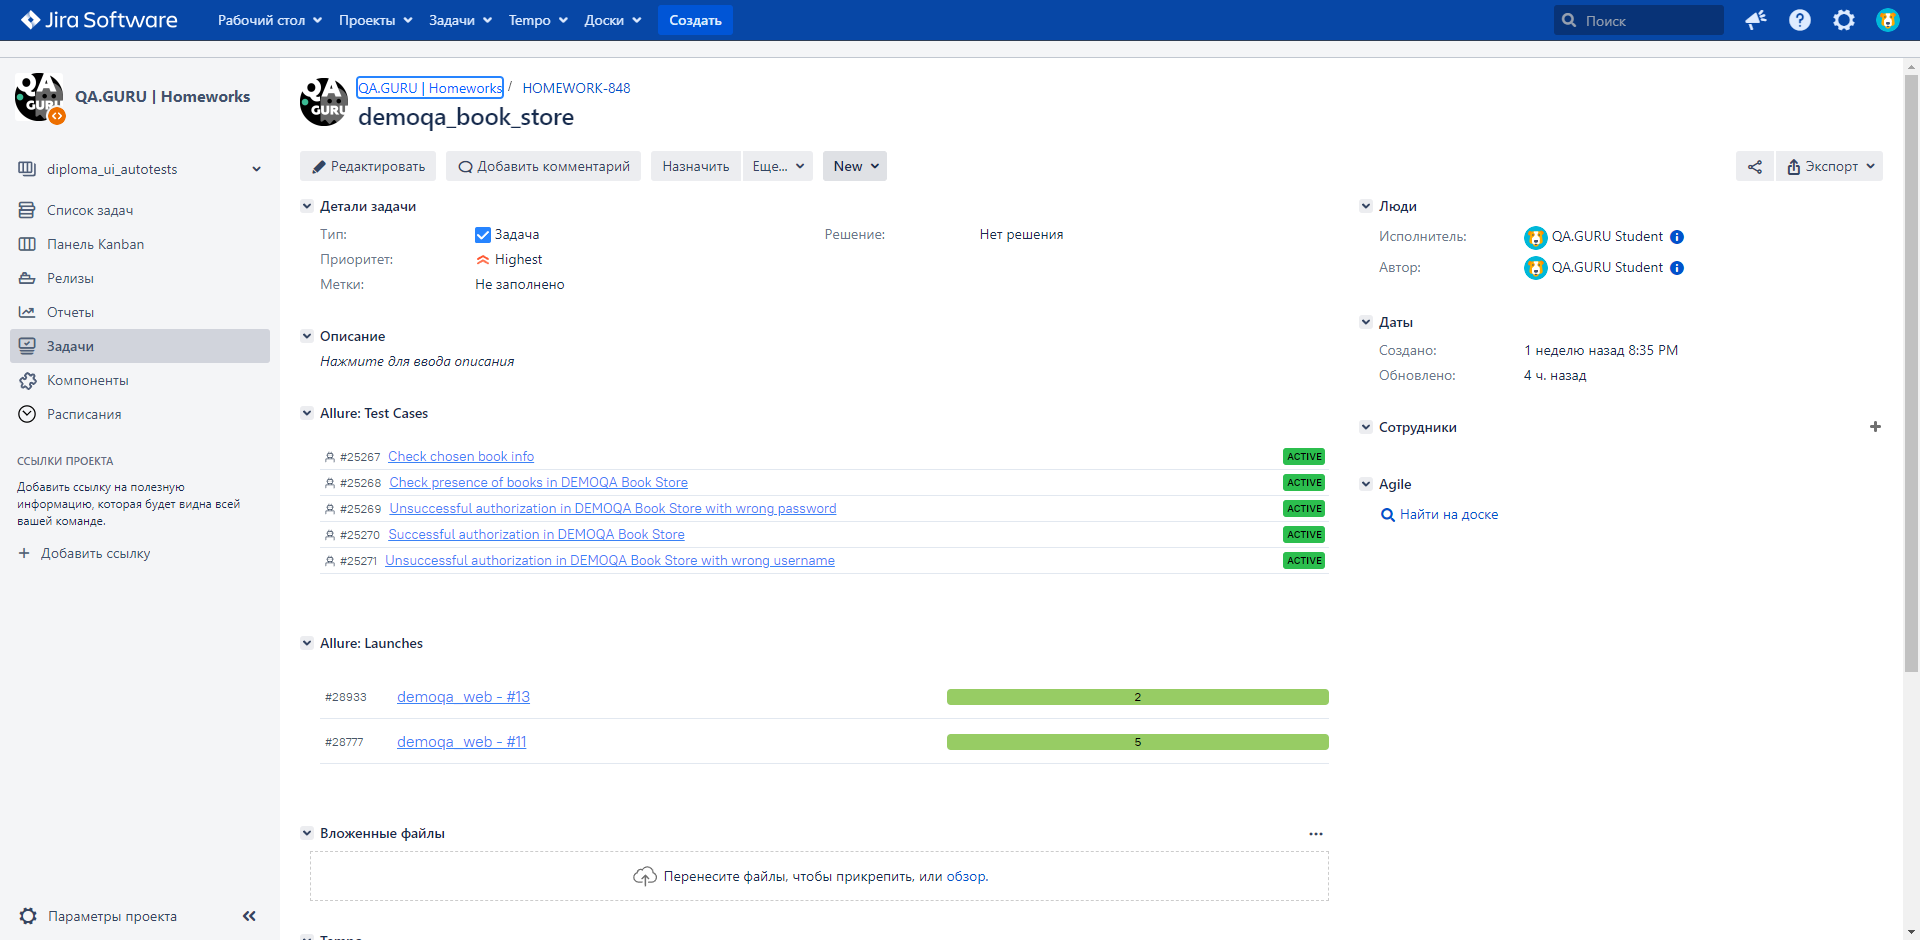 Jira Software Рабочий стол Проекты Задачи Tempo Доски Создать Поиск
QA GURU
QA.GURU | Homeworks
diploma_ui_autotests
Список задач
Панель Kanban
Релизы
Отчеты
Задачи
Компоненты
Расписания
ССЫЛКИ ПРОЕКТА
Добавить ссылку на полезную
информацию, которая будет видна всей
вашей команде.
+ Добавить ссылку
Параметры проекта
QA GURU
QA.GURU | Homeworks / HOMEWORK-848
demoqa_book_store
Редактировать Добавить комментарий Назначить Еще... New Экспорт
Детали задачи
Тип: Задача Решение: Нет решения
Приоритет: Highest
Метки: Не заполнено
Описание
Нажмите для ввода описания
Allure: Test Cases
#25267 Check chosen book info ACTIVE
#25268 Check presence of books in DEMOQA Book Store ACTIVE
#25269 Unsuccessful authorization in DEMOQA Book Store with wrong password ACTIVE
#25270 Successful authorization in DEMOQA Book Store ACTIVE
#25271 Unsuccessful authorization in DEMOQA Book Store with wrong username ACTIVE
Allure: Launches
#28933 demoqa_web - #13 2
#28777 demoqa_web - #11 5
Вложенные файлы ...
Перенесите файлы, чтобы прикрепить, или обзор.
Tempo
Люди
Исполнитель: QA.GURU Student
Автор: QA.GURU Student
Даты
Создано: 1 неделю назад 8:35 PM
Обновлено: 4 ч. назад
Сотрудники +
Agile
Найти на доске